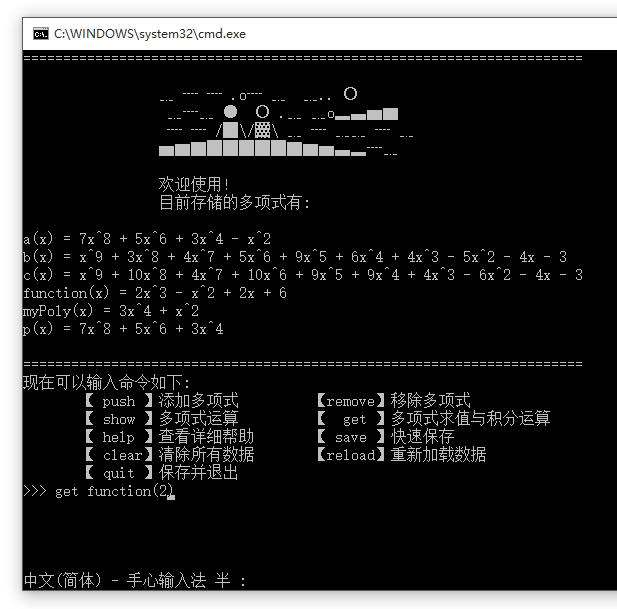 C:\WINDOWS\system32\cmd.exe
欢迎使用!
目前存储的多项式有:
a(x) = 7x^8 + 5x^6 + 3x^4 - x^2
b(x) = x^9 + 3x^8 + 4x^7 + 5x^6 + 9x^5 + 6x^4 + 4x^3 - 5x^2 - 4x - 3
c(x) = x^9 + 10x^8 + 4x^7 + 10x^6 + 9x^5 + 9x^4 + 4x^3 - 6x^2 - 4x - 3
function(x) = 2x^3 - x^2 + 2x + 6
myPoly(x) = 3x^4 + x^2
p(x) = 7x^8 + 5x^6 + 3x^4
现在可以输入命令如下:
【 push 】添加多项式 【remove】移除多项式
【 show 】多项式运算 【 get 】多项式求值与积分运算
【 help 】查看详细帮助 【 save 】快速保存
【 clear】清除所有数据 【reload】重新加载数据
【 quit 】保存并退出
>>> get function(2)
中文(简体) - 手心输入法 半 :